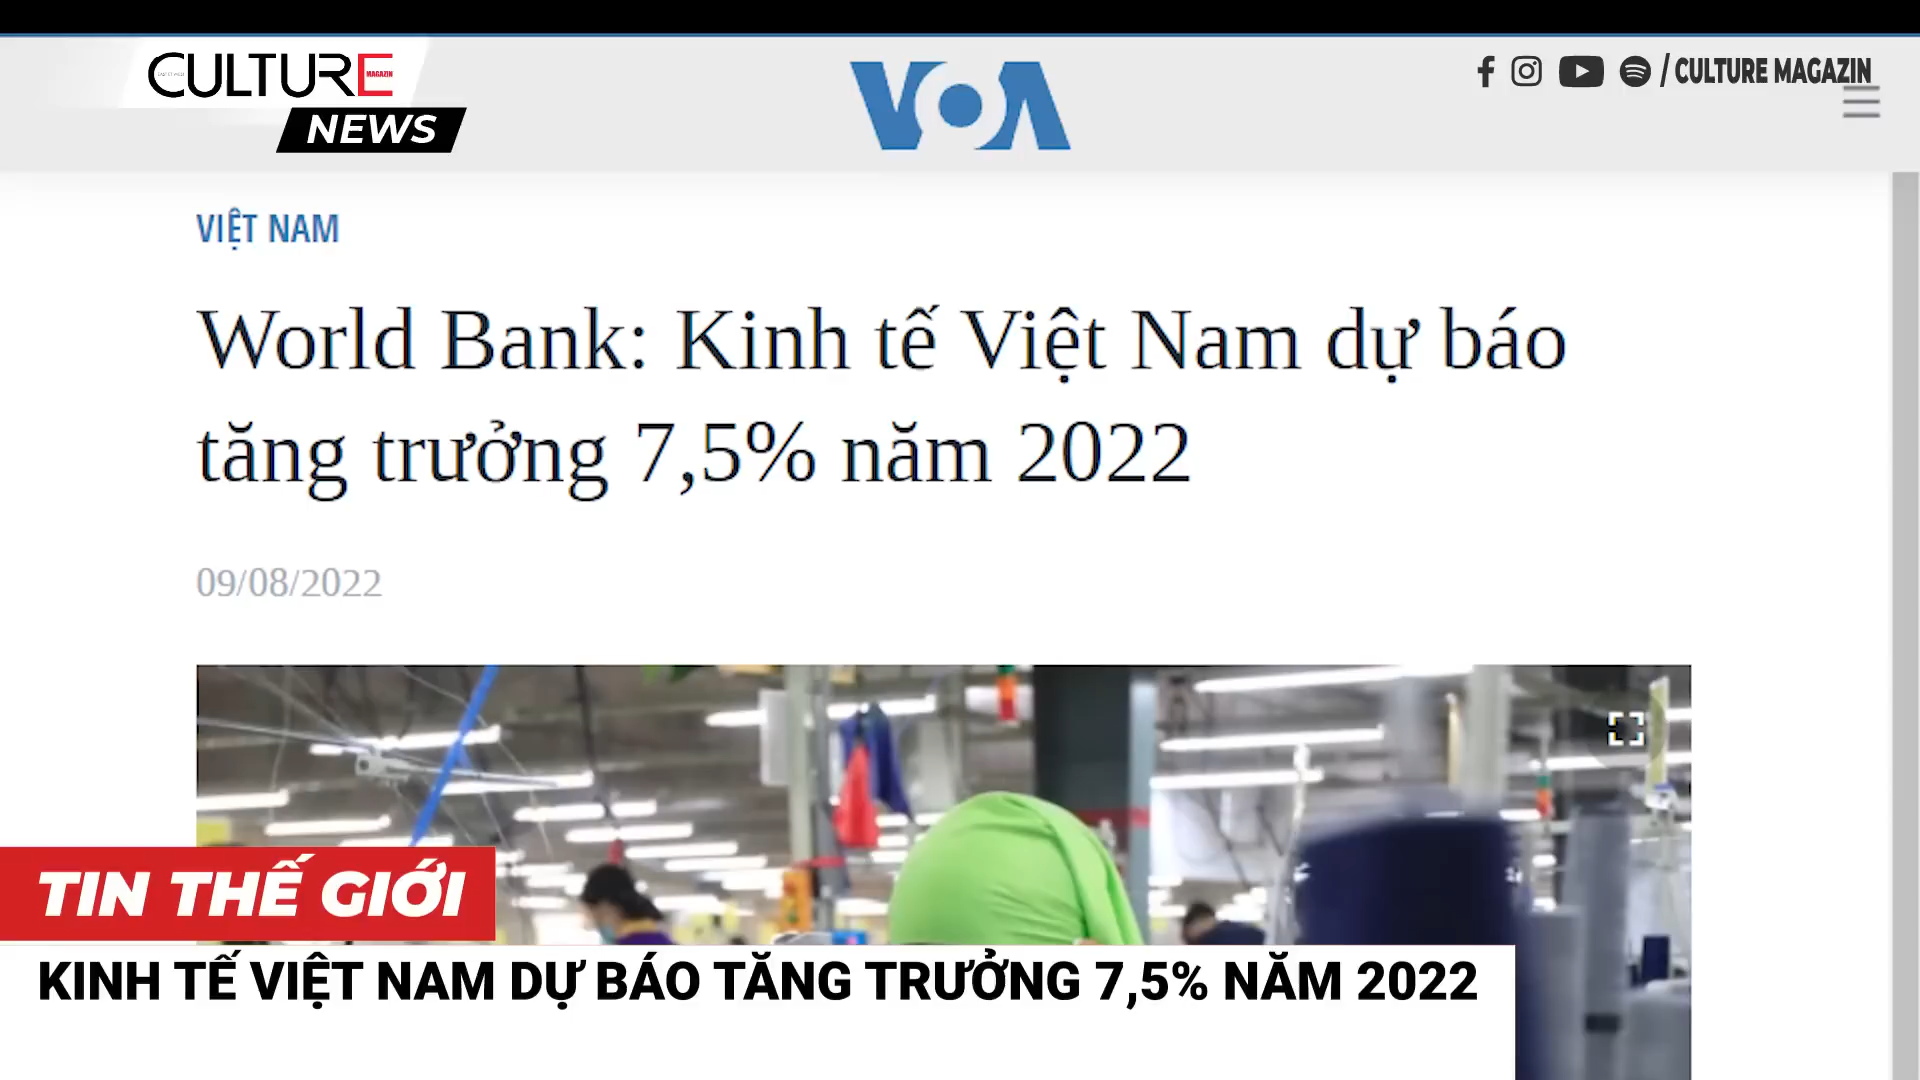 CULTURE
MAGAZIN
NEWS
VOA
/ CULTURE MAGAZIN
VIỆT NAM
World Bank: Kinh tế Việt Nam dự báo
tăng trưởng 7,5% năm 2022
09/08/2022
TIN THẾ GIỚI
KINH TẾ VIỆT NAM DỰ BÁO TĂNG TRƯỞNG 7,5% NĂM 2022